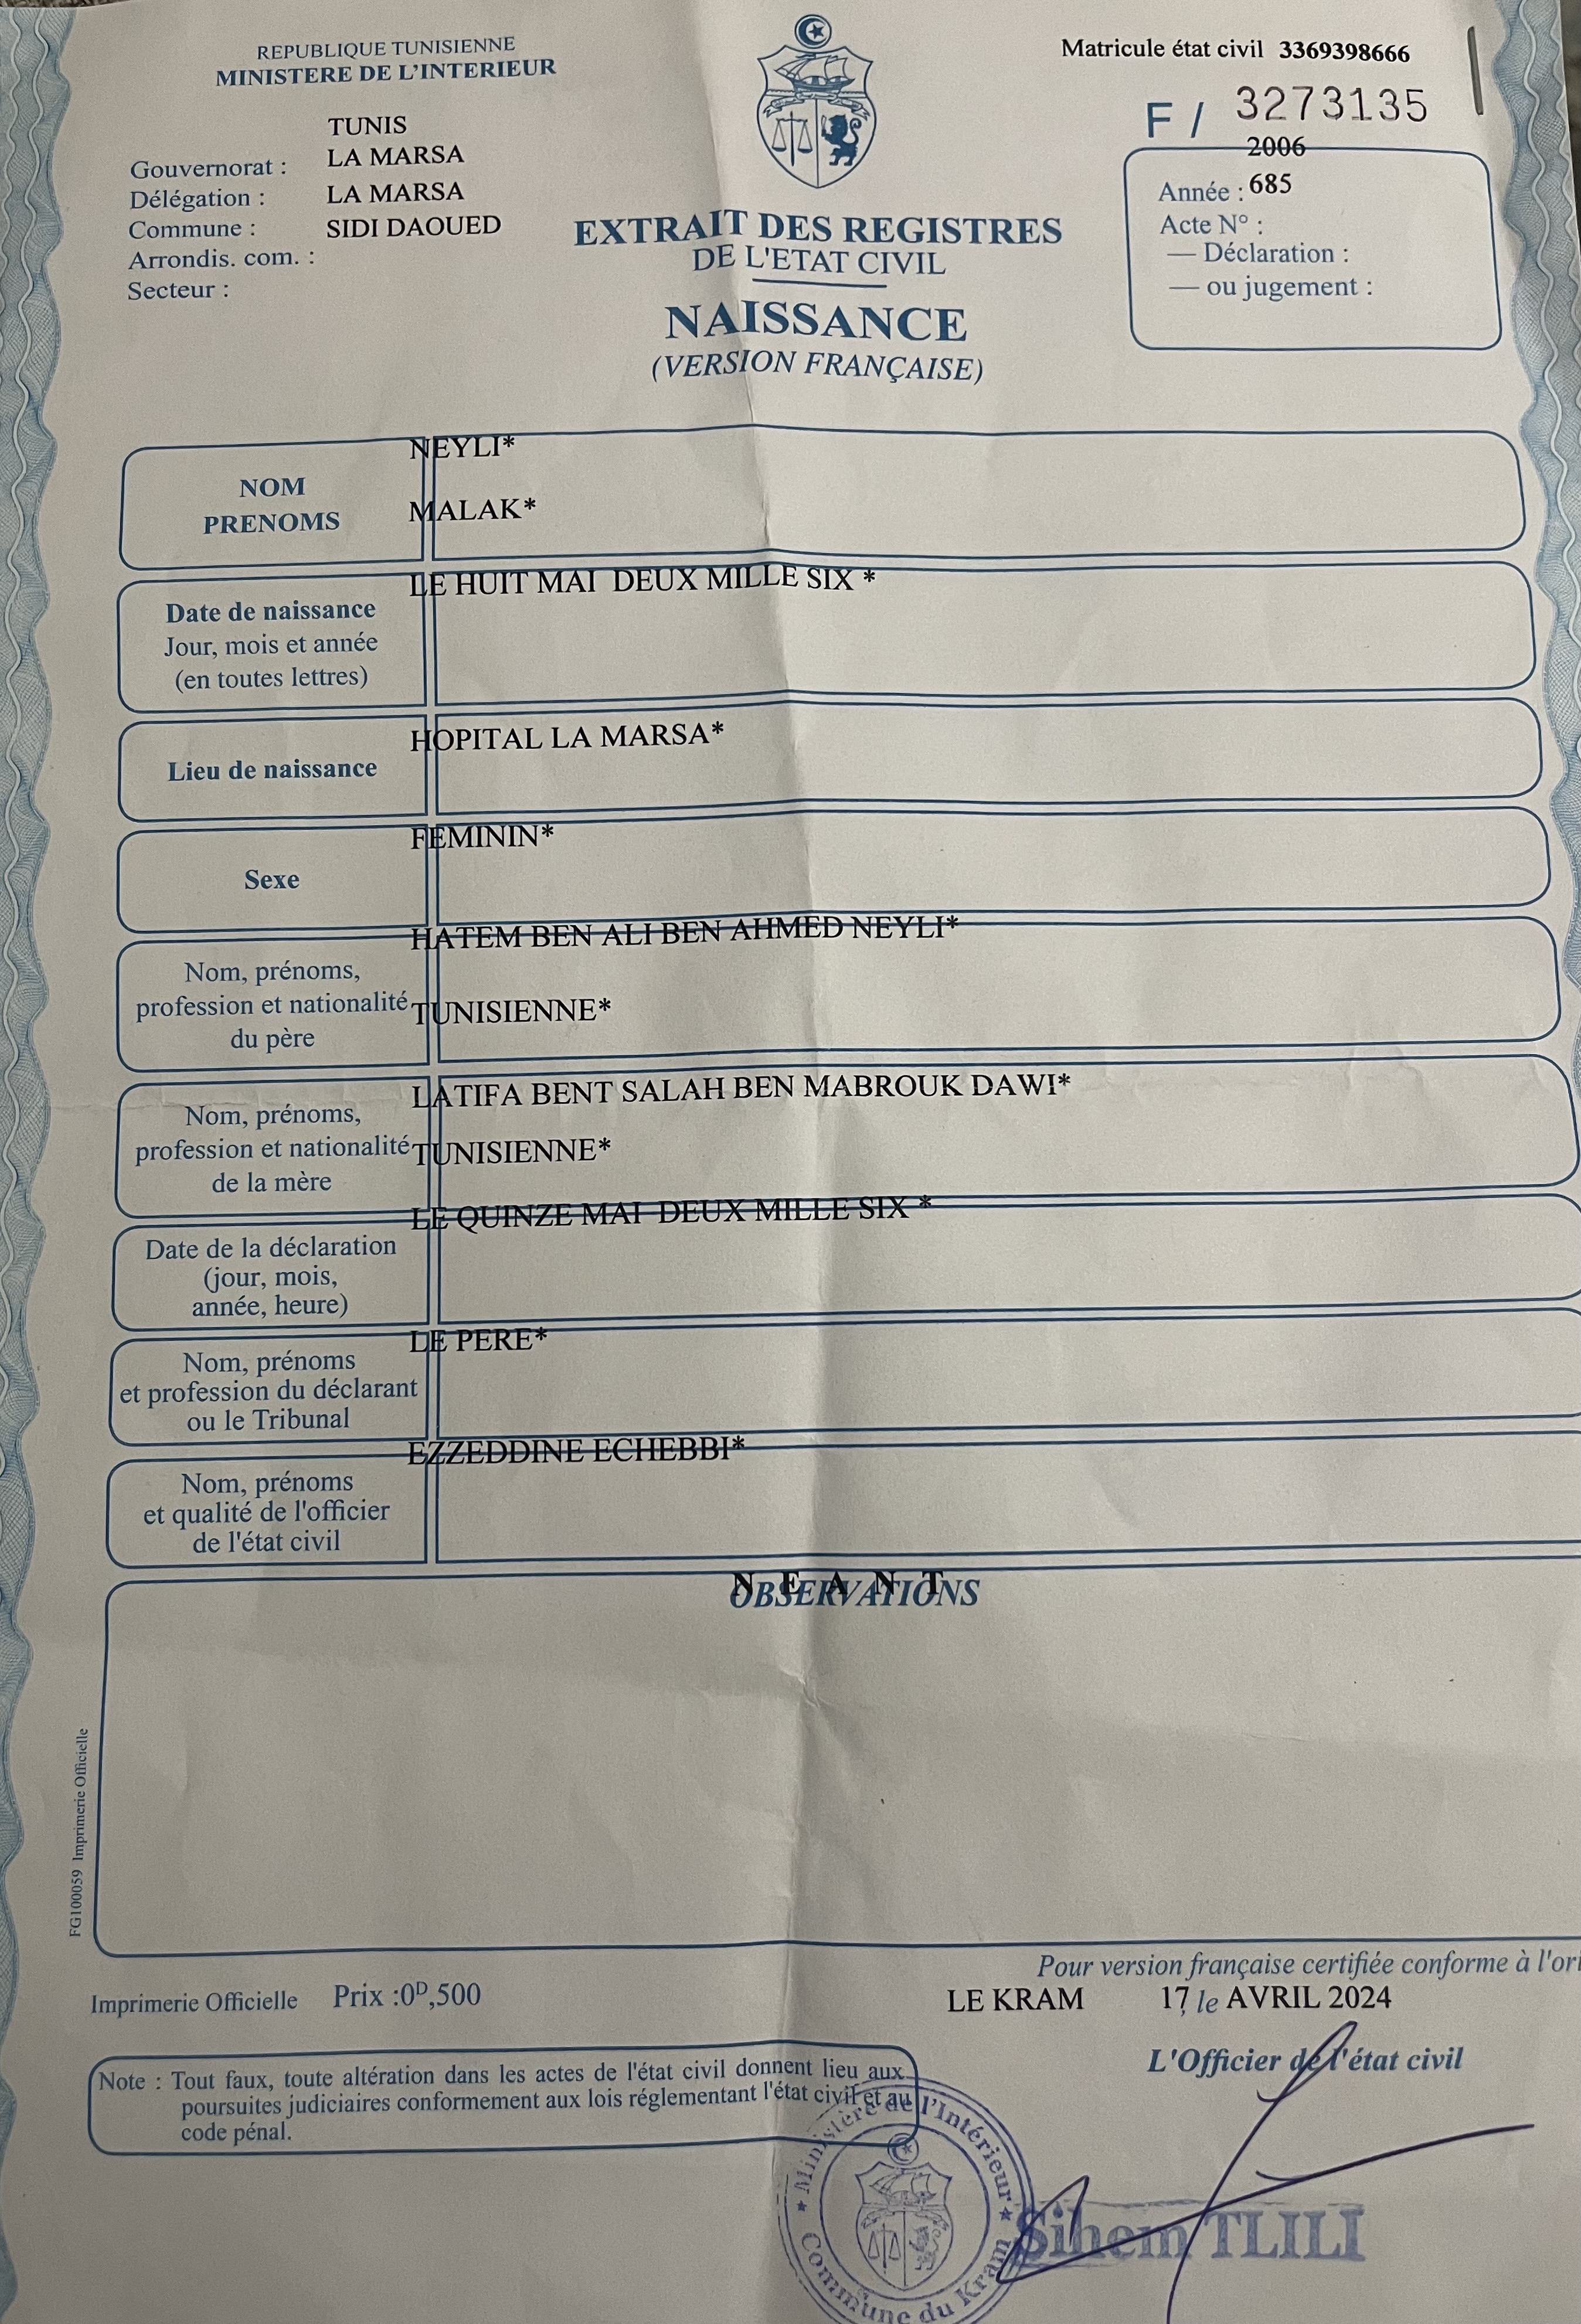 REPUBLIQUE TUNISIENNE
MINISTERE DE L'INTERIEUR
Matricule état civil 3369398666
F / 3273135
TUNIS
Gouvernorat : LA MARSA
Délégation : LA MARSA
Commune : SIDI DAOUED
Arrondis. com. :
Secteur :
2006
Année : 685
Acte N° :
— Déclaration :
— ou jugement :
EXTRAIT DES REGISTRES
DE L'ETAT CIVIL
NAISSANCE
(VERSION FRANÇAISE)
NOM
PRENOMS
NEYLI*
MALAK*
Date de naissance
Jour, mois et année
(en toutes lettres)
LE HUIT MAI DEUX MILLE SIX *
Lieu de naissance
HOPITAL LA MARSA*
Sexe
FEMININ*
Nom, prénoms,
profession et nationalité
du père
HATEM BEN ALI BEN AHMED NEYLI*
TUNISIENNE*
Nom, prénoms,
profession et nationalité
de la mère
LATIFA BENT SALAH BEN MABROUK DAWI*
TUNISIENNE*
Date de la déclaration
(jour, mois,
année, heure)
LE QUINZE MAI DEUX MILLE SIX *
Nom, prénoms
et profession du déclarant
ou le Tribunal
LE PERE*
Nom, prénoms
et qualité de l'officier
de l'état civil
EZZEDDINE ECHEBBI*
N E A N T
OBSERVATIONS
FG100059 Imprimerie Officielle
Pour version française certifiée conforme à l'ori
Imprimerie Officielle Prix :0D,500
LE KRAM 17, le AVRIL 2024
L'Officier de l'état civil
Note : Tout faux, toute altération dans les actes de l'état civil donnent lieu aux
poursuites judiciaires conformement aux lois réglementant l'état civil et au
code pénal.
Ministère de l'Intérieur
Commune du Kram
Sihem TLILI